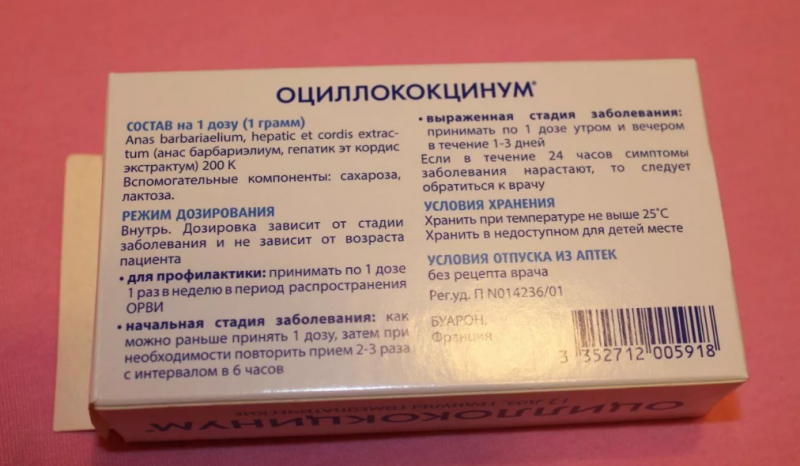 ОЦИЛЛОКОКЦИНУМ®
СОСТАВ на 1 дозу (1 грамм)
Anas barbariaelium, hepatic et cordis extrac-
tum (анас барбариэлиум, гепатик эт кордис
экстрактум) 200 К
Вспомогательные компоненты: сахароза,
лактоза.
РЕЖИМ ДОЗИРОВАНИЯ
Внутрь. Дозировка зависит от стадии
заболевания и не зависит от возраста
пациента
• для профилактики: принимать по 1 дозе
1 раз в неделю в период распространения
ОРВИ
• начальная стадия заболевания: как
можно раньше принять 1 дозу, затем при
необходимости повторить прием 2-3 раза
с интервалом в 6 часов
• выраженная стадия заболевания:
принимать по 1 дозе утром и вечером
в течение 1-3 дней
Если в течение 24 часов симптомы
заболевания нарастают, то следует
обратиться к врачу
УСЛОВИЯ ХРАНЕНИЯ
Хранить при температуре не выше 25°С
Хранить в недоступном для детей месте
УСЛОВИЯ ОТПУСКА ИЗ АПТЕК
без рецепта врача
Рег.уд. П N014236/01
БУАРОН,
Франция
3 352712 005918
ОЦИЛЛОКОКЦИНУМ®
12 доз, ГРАНУЛЫ ГОМЕОПАТИЧЕСКИЕ